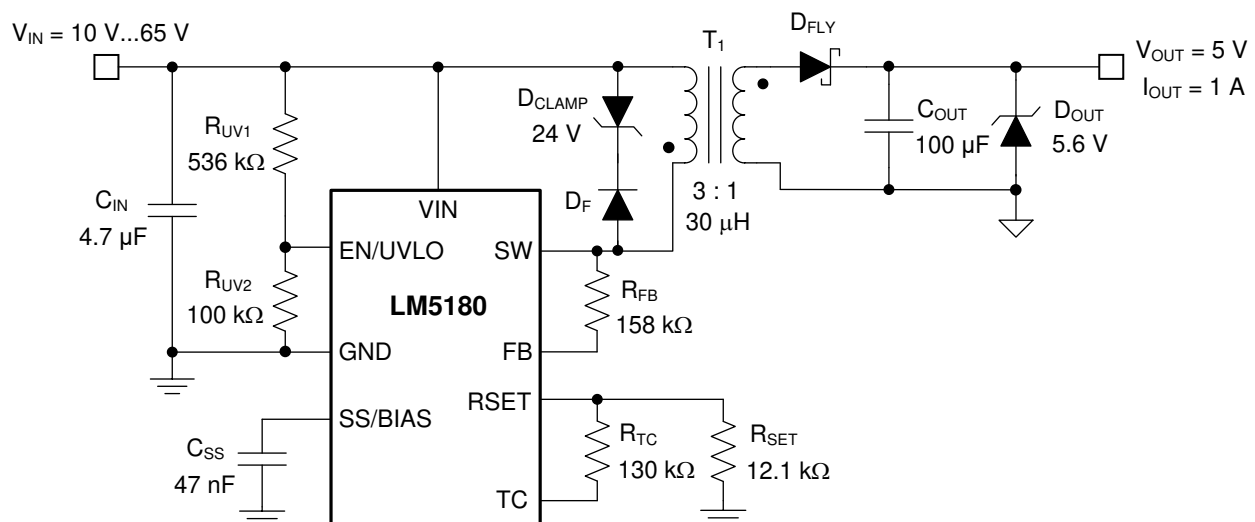 V_IN = 10 V...65 V
T₁
D_FLY
V_OUT = 5 V
I_OUT = 1 A
D_CLAMP
24 V
R_UV1
536 kΩ
C_OUT
100 µF
D_OUT
5.6 V
C_IN
4.7 µF
VIN
D_F
3 : 1
30 µH
EN/UVLO
SW
R_UV2
100 kΩ
LM5180
R_FB
158 kΩ
GND
FB
RSET
SS/BIAS
C_SS
47 nF
R_TC
130 kΩ
R_SET
12.1 kΩ
TC